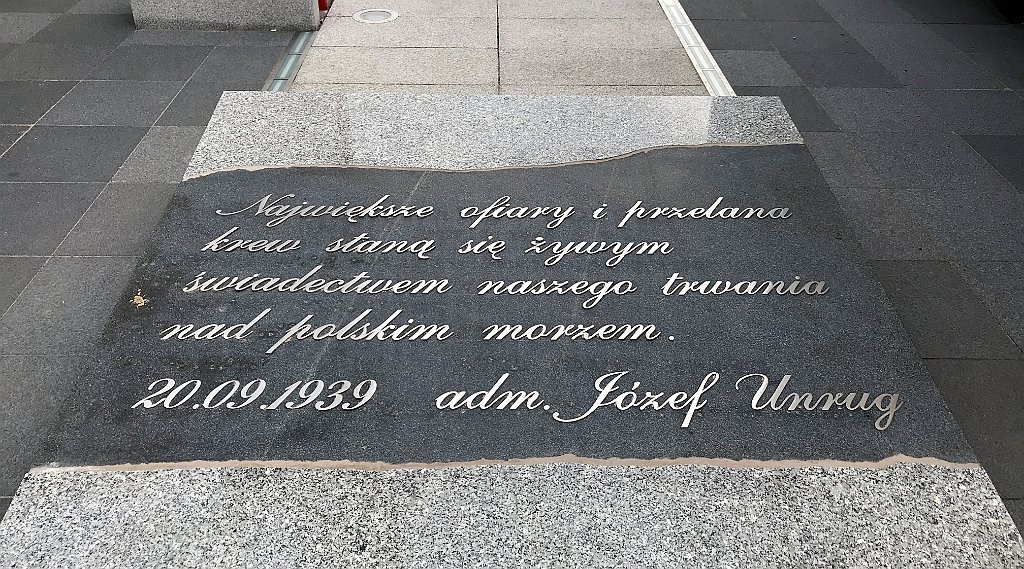 Największe ofiary i przelana
krew staną się żywym
świadectwem naszego trwania
nad polskim morzem.
20.09.1939 adm. Józef Unrug